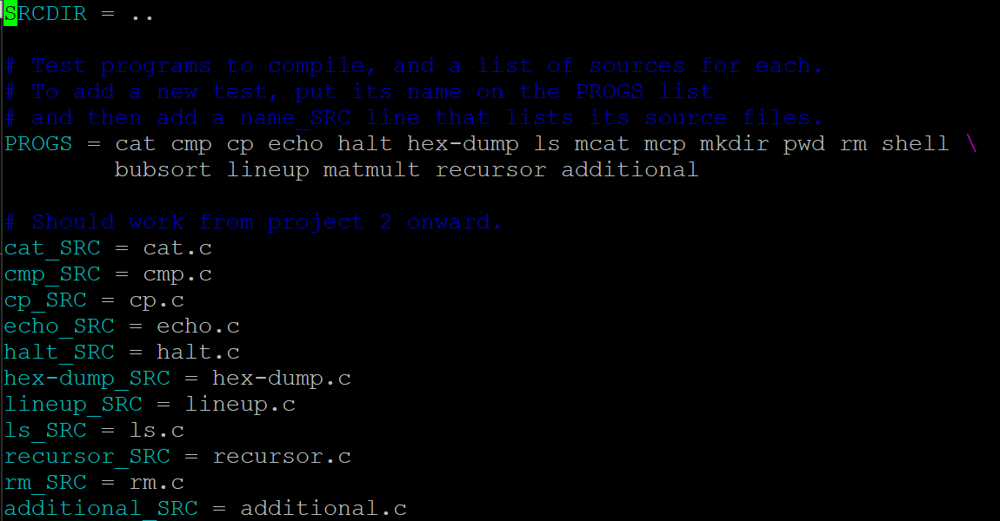 SRCDIR = ..
# Test programs to compile, and a list of sources for each.
# To add a new test, put its name on the PROGS list
# and then add a name_SRC line that lists its source files.
PROGS = cat cmp cp echo halt hex-dump ls mcat mcp mkdir pwd rm shell \
bubsort lineup matmult recursor additional
# Should work from project 2 onward.
cat_SRC = cat.c
cmp_SRC = cmp.c
cp_SRC = cp.c
echo_SRC = echo.c
halt_SRC = halt.c
hex-dump_SRC = hex-dump.c
lineup_SRC = lineup.c
ls_SRC = ls.c
recursor_SRC = recursor.c
rm_SRC = rm.c
additional_SRC = additional.c